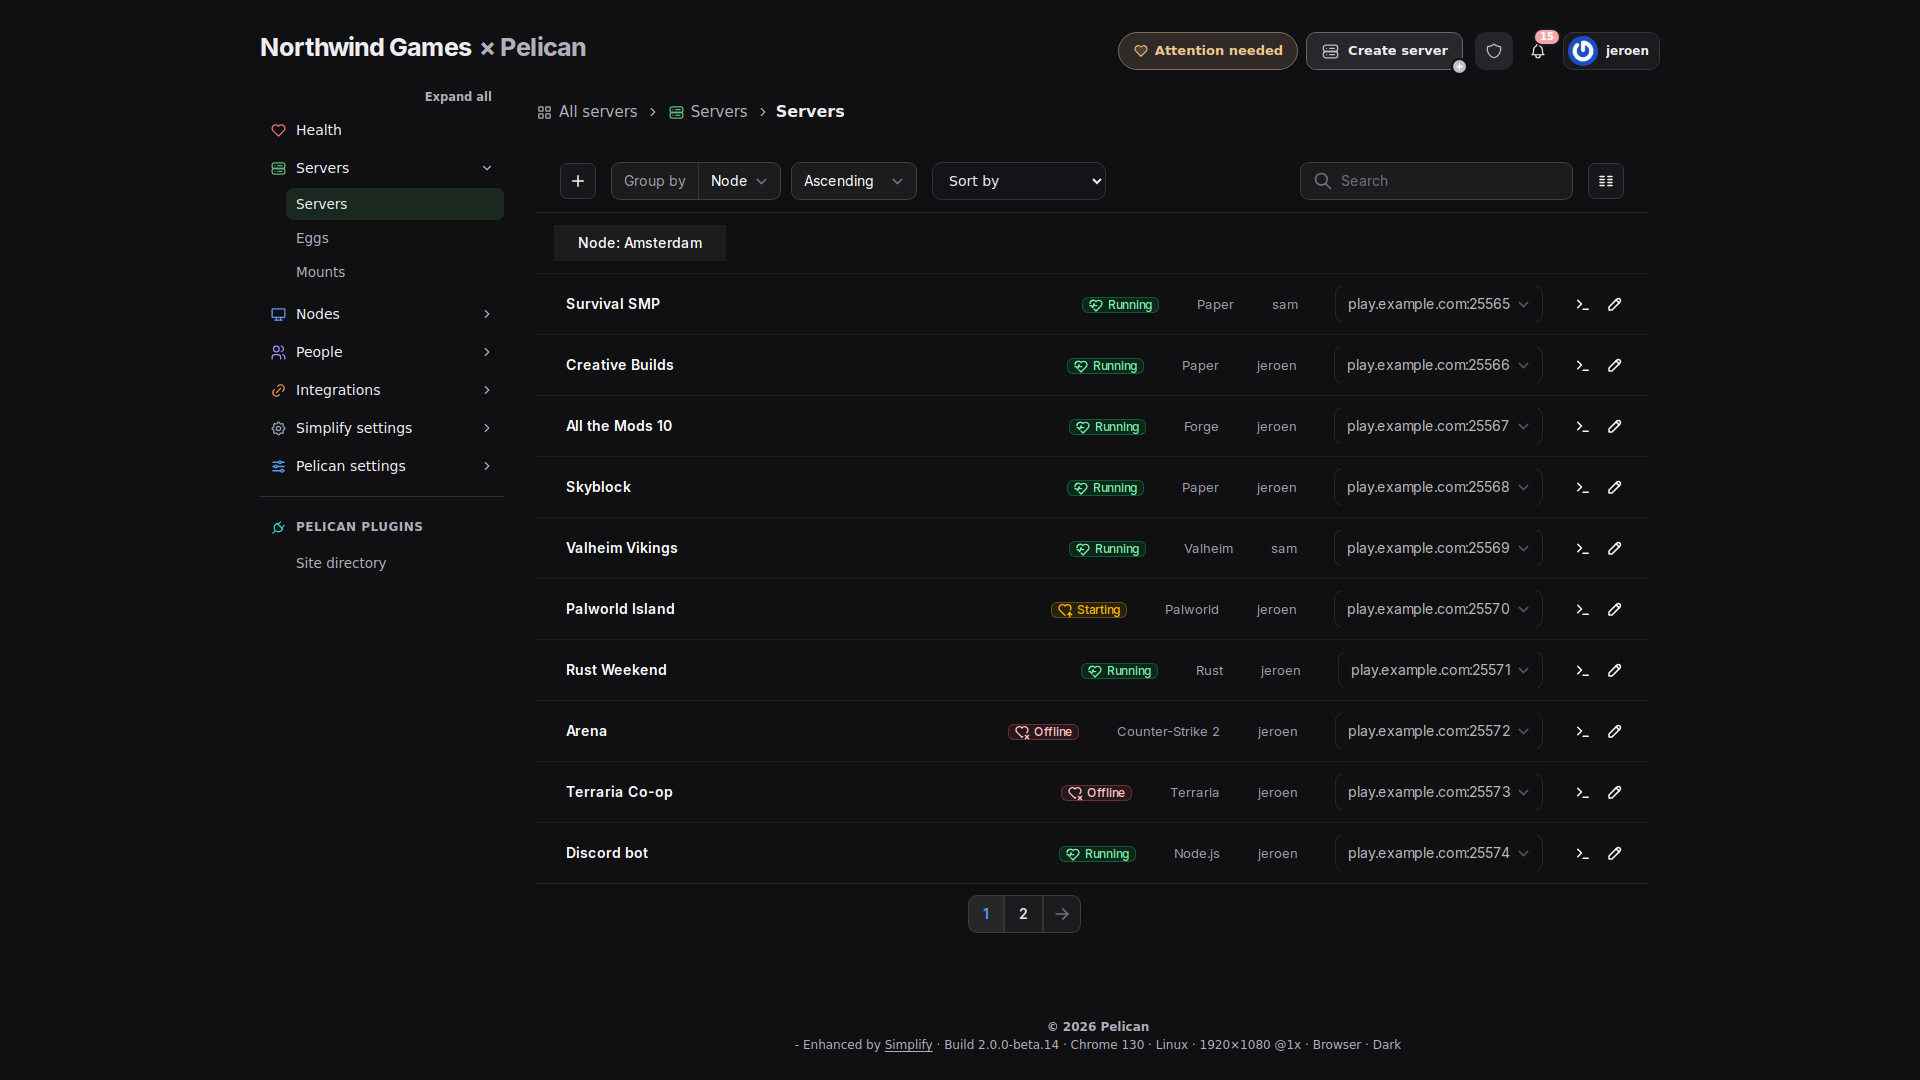 Northwind Games × Pelican
Attention needed
Create server
15
jeroen
Expand all
Health
Servers
Servers
Eggs
Mounts
Nodes
People
Integrations
Simplify settings
Pelican settings
PELICAN PLUGINS
Site directory
All servers > Servers > Servers
Group by Node Ascending Sort by Search
Node: Amsterdam
Survival SMP Running Paper sam play.example.com:25565
Creative Builds Running Paper jeroen play.example.com:25566
All the Mods 10 Running Forge jeroen play.example.com:25567
Skyblock Running Paper jeroen play.example.com:25568
Valheim Vikings Running Valheim sam play.example.com:25569
Palworld Island Starting Palworld jeroen play.example.com:25570
Rust Weekend Running Rust jeroen play.example.com:25571
Arena Offline Counter-Strike 2 jeroen play.example.com:25572
Terraria Co-op Offline Terraria jeroen play.example.com:25573
Discord bot Running Node.js jeroen play.example.com:25574
1 2
© 2026 Pelican
- Enhanced by Simplify · Build 2.0.0-beta.14 · Chrome 130 · Linux · 1920×1080 @1x · Browser · Dark